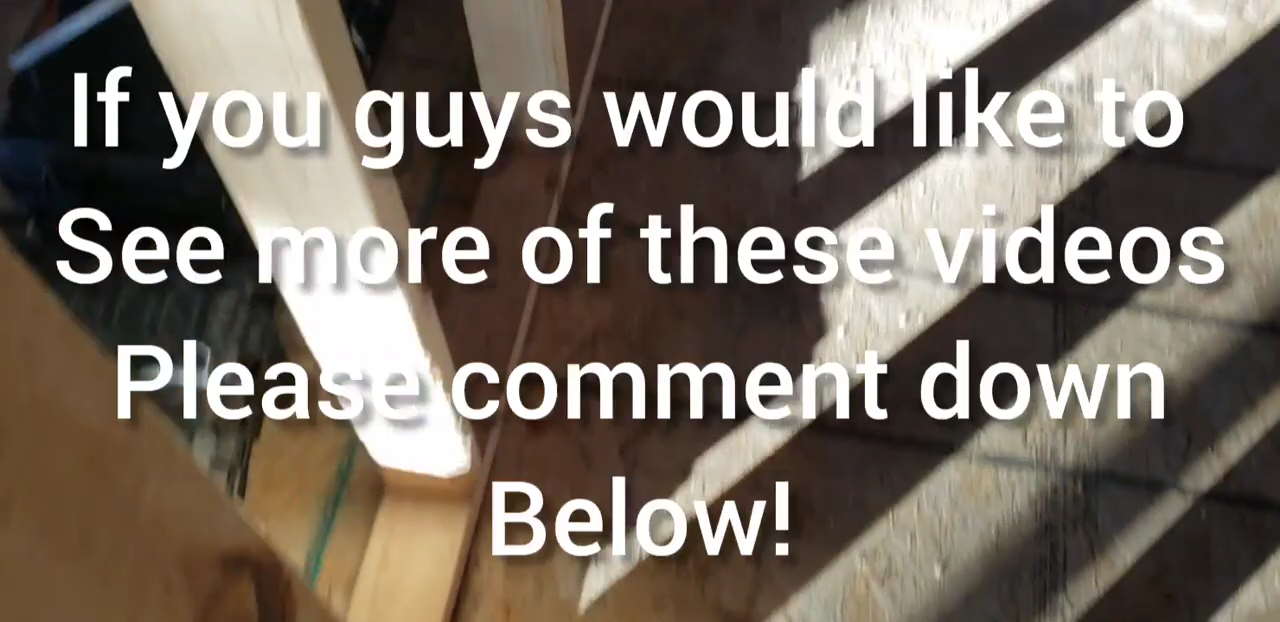 If you guys would like to
See more of these videos
Please comment down
Below!